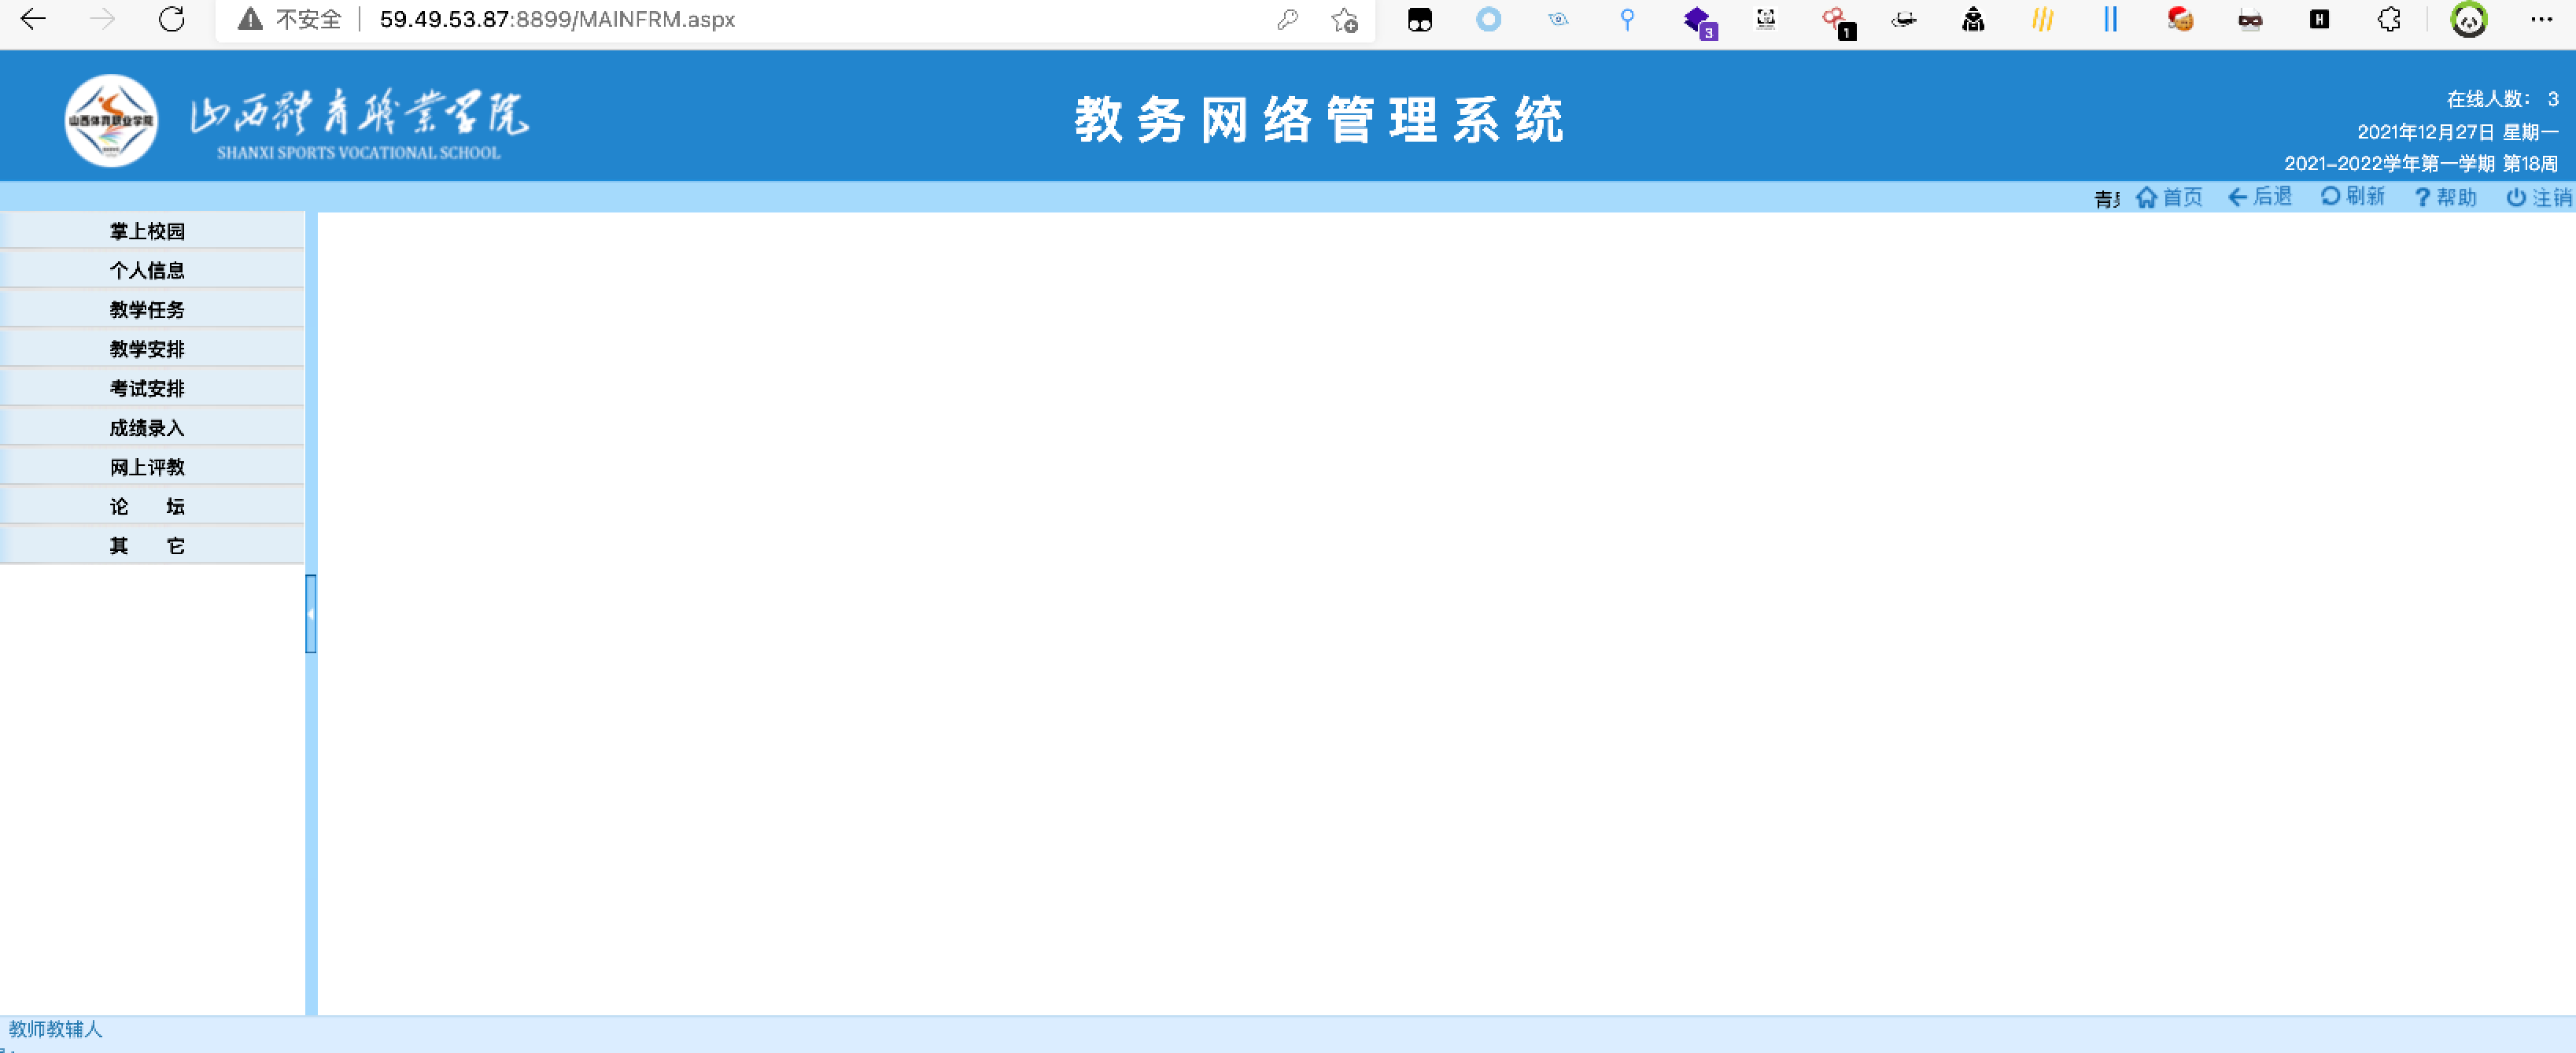 不安全 59.49.53.87:8899/MAINFRM.aspx
3
1
H
山西体育职业学院
山西體育職業学院
SHANXI SPORTS VOCATIONAL SCHOOL
教务网络管理系统
在线人数: 3
2021年12月27日 星期一
2021-2022学年第一学期 第18周
青 首页 后退 刷新 帮助 注销
掌上校园
个人信息
教学任务
教学安排
考试安排
成绩录入
网上评教
论 坛
其 它
教师教辅人